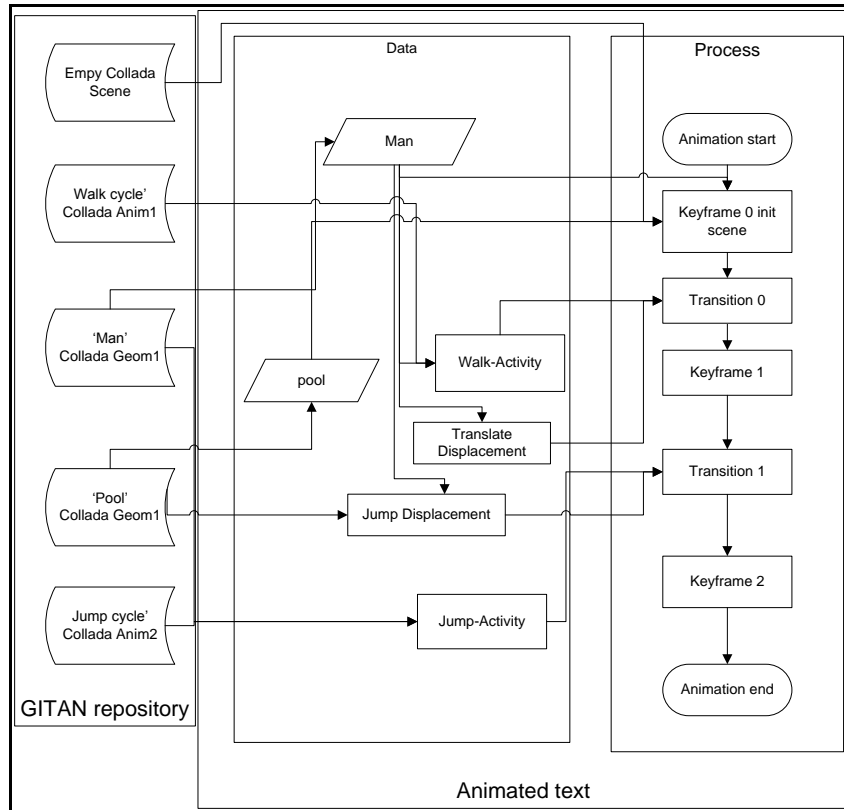 Data
Process
Empy Collada
Scene
Man
Animation start
Walk cycle’
Collada Anim1
Keyframe 0 init
scene
Transition 0
‘Man’
Collada Geom1
Walk-Activity
Keyframe 1
pool
Translate
Displacement
Transition 1
‘Pool’
Collada Geom1
Jump Displacement
Keyframe 2
Jump cycle’
Collada Anim2
Jump-Activity
Animation end
GITAN repository
Animated text